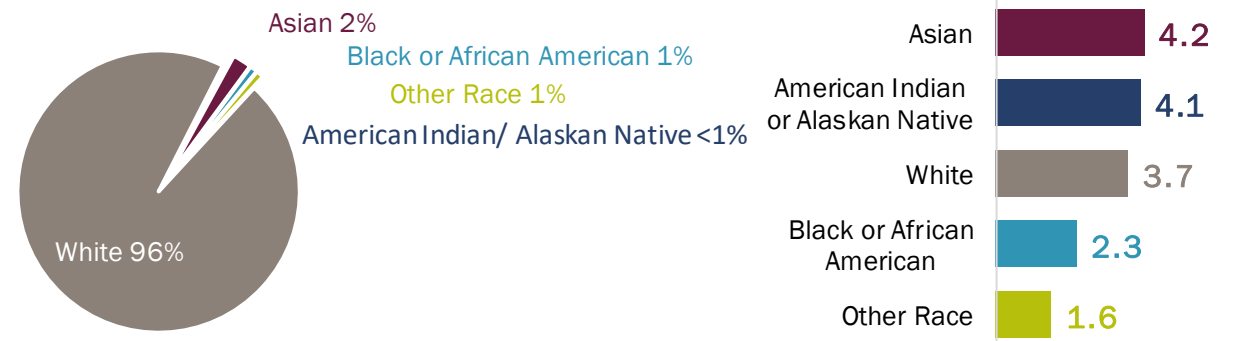 Asian 2%
Black or African American 1%
Other Race 1%
American Indian/ Alaskan Native <1%
White 96%
Asian
4.2
American Indian
or Alaskan Native
4.1
White
3.7
Black or African
American
2.3
Other Race
1.6